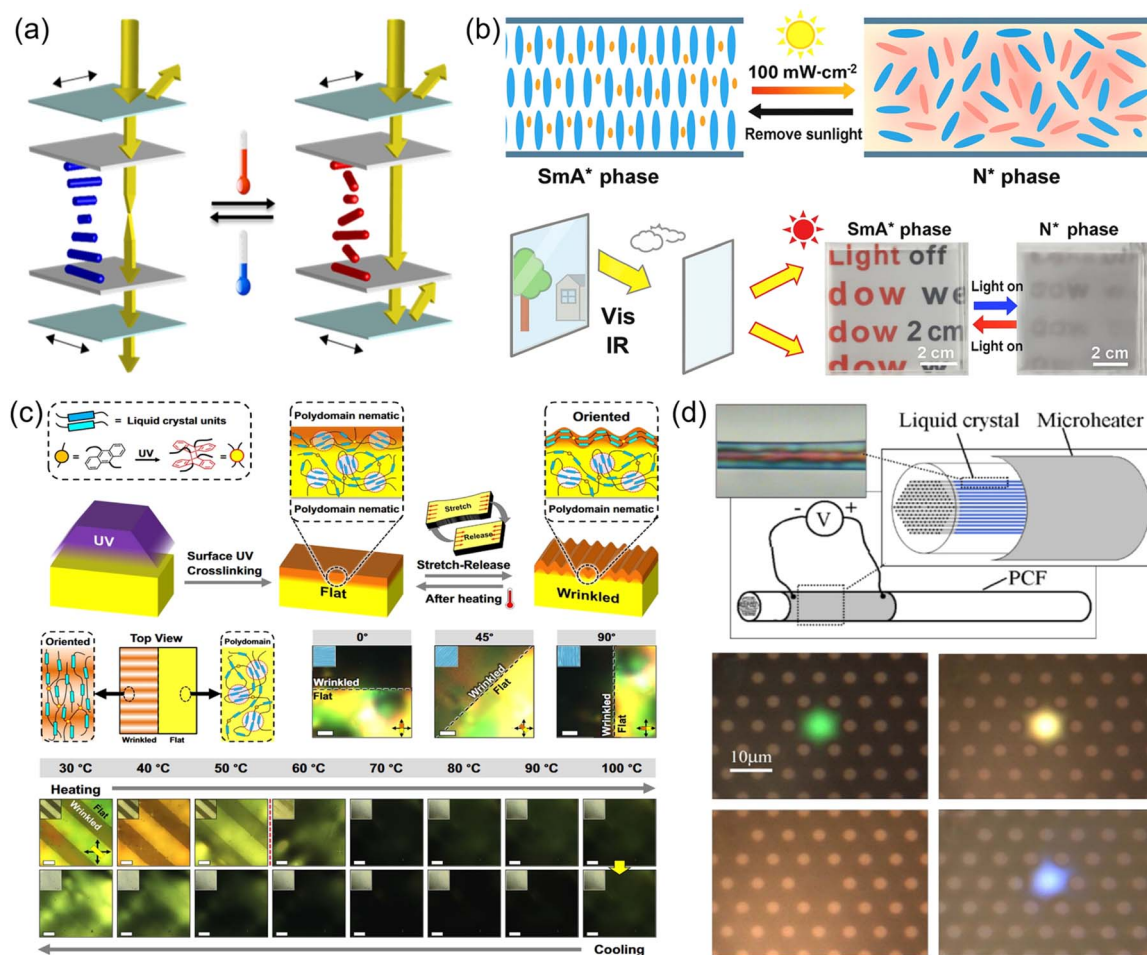 (a)
(b)
100 mW·cm-2
Remove sunlight
SmA* phase
N* phase
Vis
IR
SmA* phase
N* phase
Light off
dow we
dow 2 cm
2 cm
Light on
Light on
2 cm
(c)
= Liquid crystal units
UV
Polydomain nematic
Polydomain nematic
Oriented
Polydomain nematic
UV
Surface UV
Crosslinking
Flat
Stretch
Release
Stretch-Release
After heating
Wrinkled
Oriented
Top View
Wrinkled
Flat
Polydomain
0°
45°
90°
Wrinkled
Flat
Wrinkled
Flat
Wrinkled
Flat
30 °C
40 °C
50 °C
60 °C
70 °C
80 °C
90 °C
100 °C
Heating
Wrinkled
Flat
Cooling
(d)
Liquid crystal
Microheater
- V +
PCF
10μm